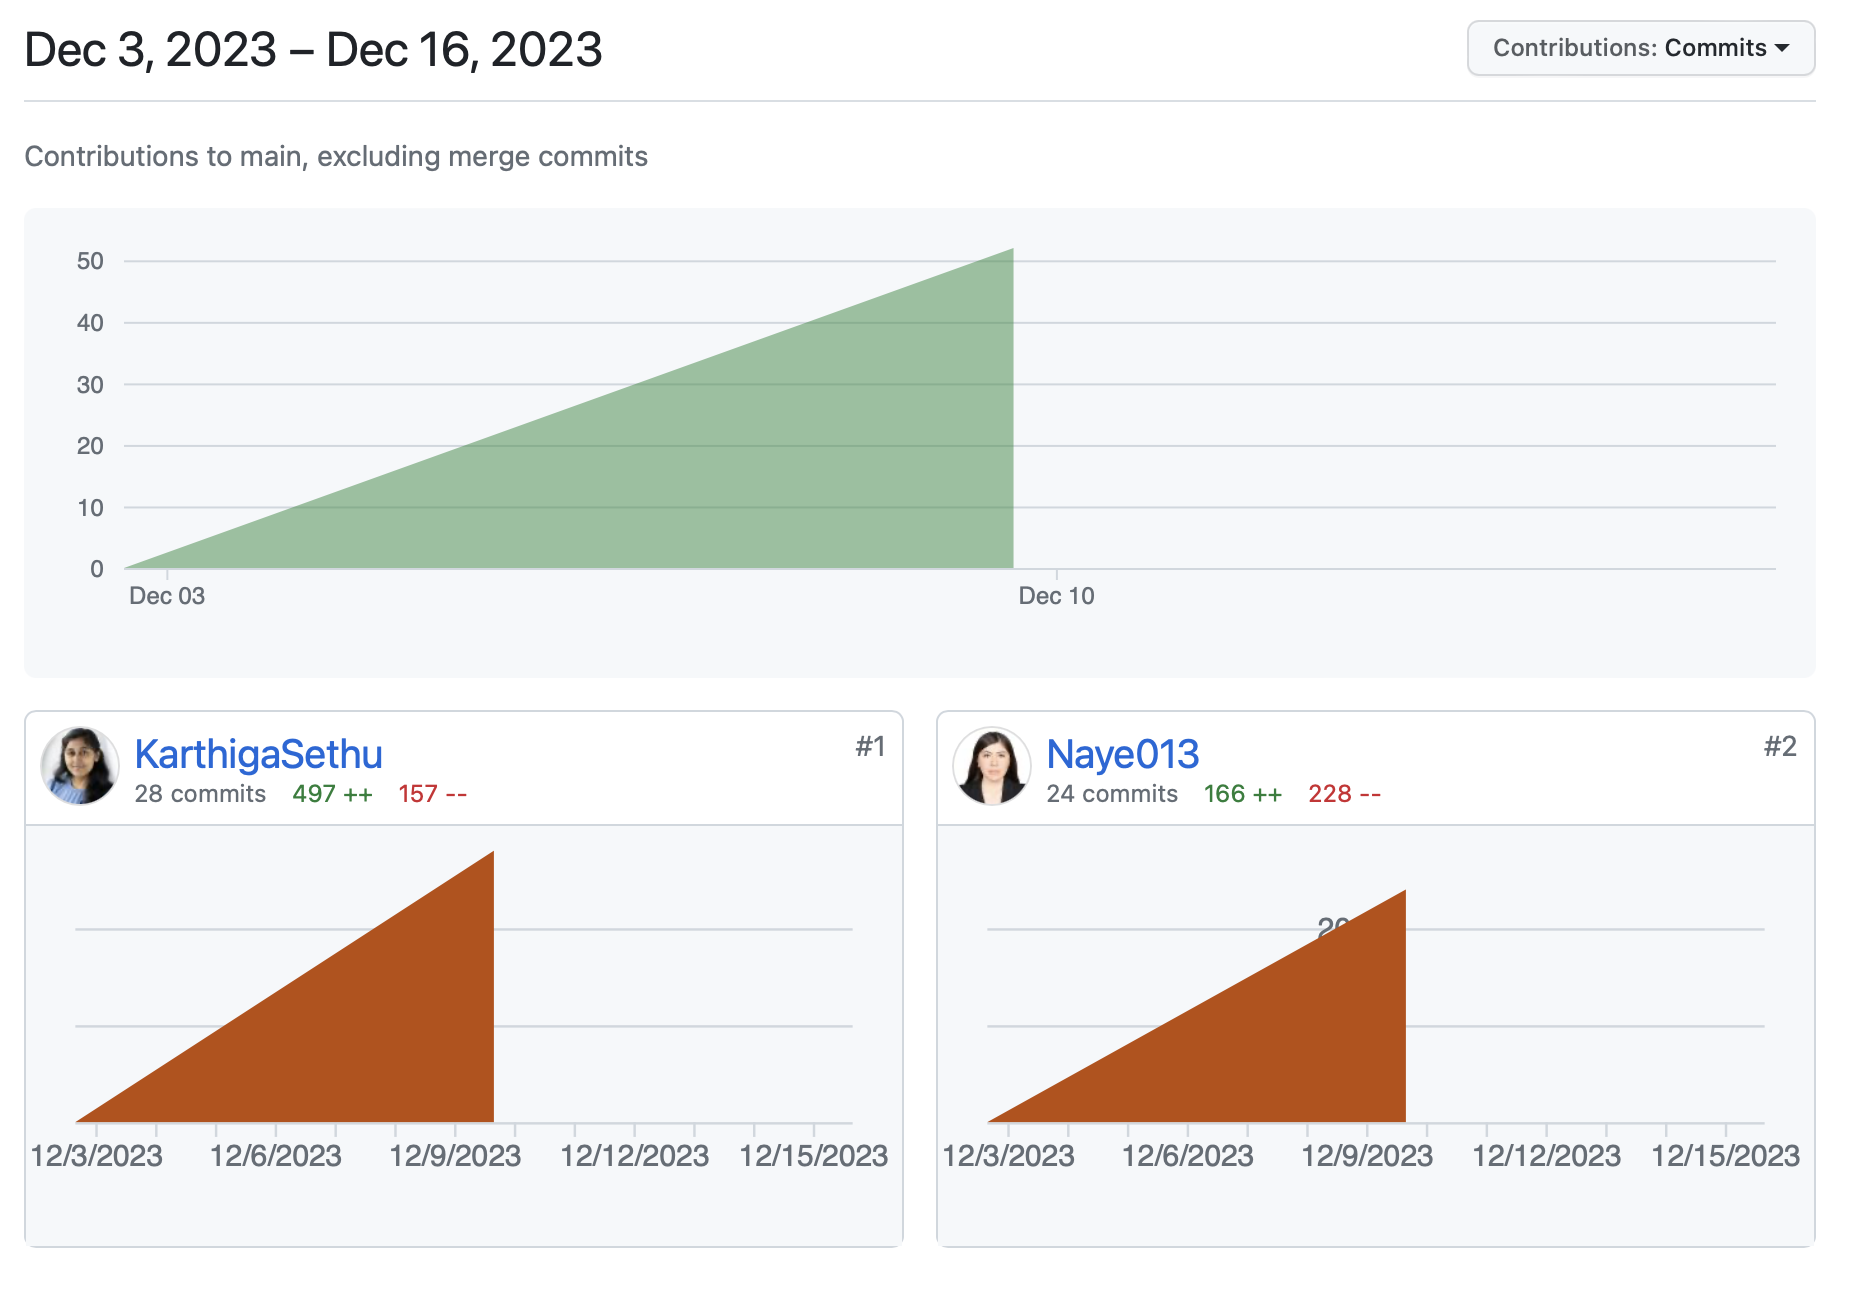 Dec 3, 2023 – Dec 16, 2023
Contributions: Commits
Contributions to main, excluding merge commits
50
40
30
20
10
0
Dec 03
Dec 10
KarthigaSethu
#1
28 commits 497 ++ 157 --
12/3/2023 12/6/2023 12/9/2023 12/12/2023 12/15/2023
Naye013
#2
24 commits 166 ++ 228 --
20
12/3/2023 12/6/2023 12/9/2023 12/12/2023 12/15/2023